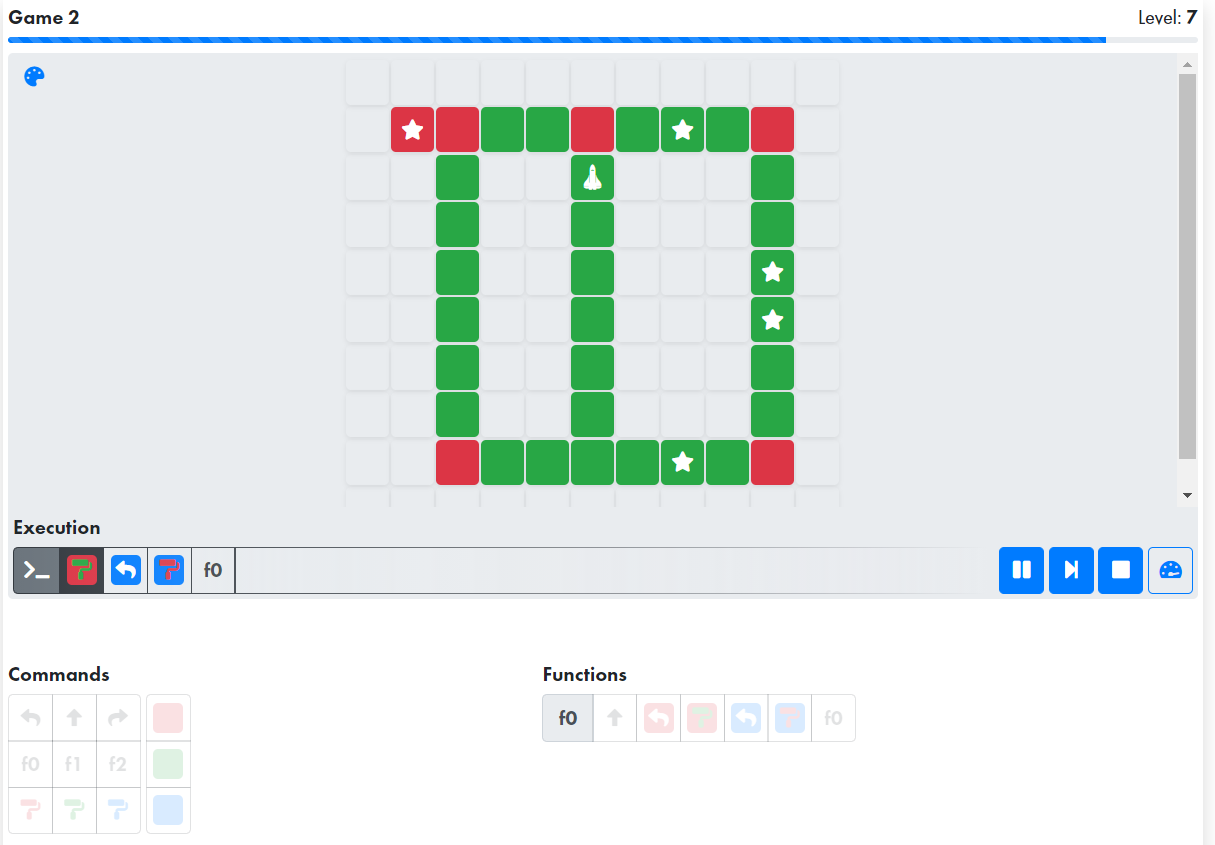 Game 2 Level: 7
Execution
f0
Commands Functions
f0 f0
f0 f1 f2